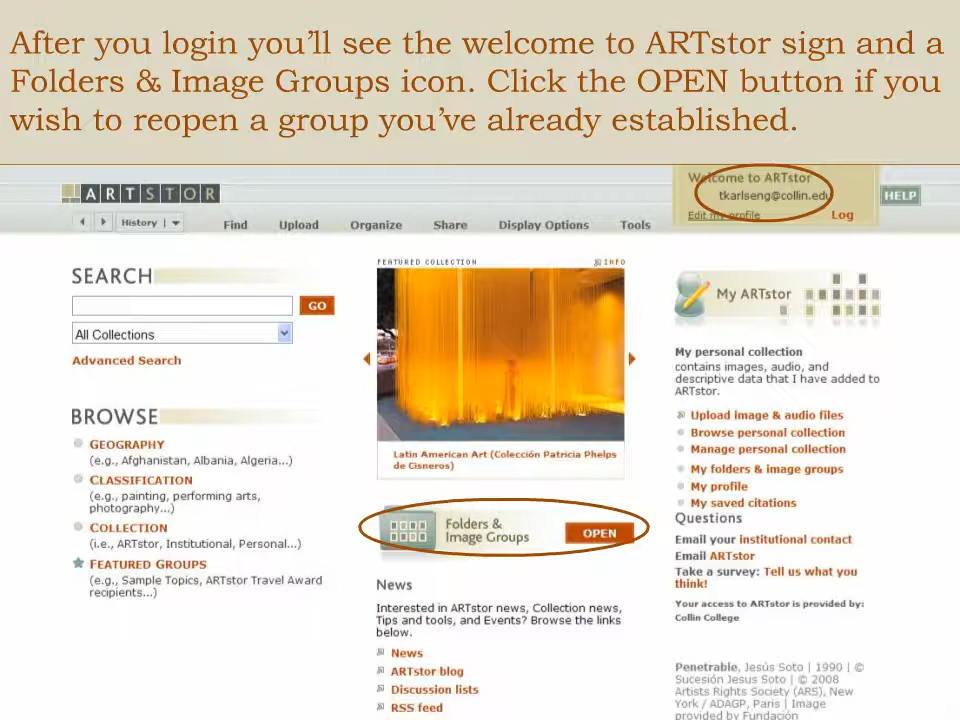 After you login you'll see the welcome to ARTstor sign and a
Folders & Image Groups icon. Click the OPEN button if you
wish to reopen a group you've already established.
ARTSTOR
Welcome to ARTstor
tkarlseng@collin.edu
Edit my profile
Log
HELP
History
Find
Upload
Organize
Share
Display Options
Tools
SEARCH
GO
All Collections
Advanced Search
BROWSE
GEOGRAPHY
(e.g., Afghanistan, Albania, Algeria...)
CLASSIFICATION
(e.g., painting, performing arts,
photography...)
COLLECTION
(i.e., ARTstor, Institutional, Personal...)
FEATURED GROUPS
(e.g., Sample Topics, ARTstor Travel Award
recipients...)
FEATURED COLLECTION
INFO
Latin American Art (Colección Patricia Phelps
de Cisneros)
Folders &
Image Groups
OPEN
News
Interested in ARTstor news, Collection news,
Tips and tools, and Events? Browse the links
below.
News
ARTstor blog
Discussion lists
RSS feed
My ARTstor
My personal collection
contains images, audio, and
descriptive data that I have added to
ARTstor.
Upload image & audio files
Browse personal collection
Manage personal collection
My folders & image groups
My profile
My saved citations
Questions
Email your institutional contact
Email ARTstor
Take a survey: Tell us what you
think!
Your access to ARTstor is provided by:
Collin College
Penetrable, Jesús Soto | 1990 | ©
Sucesión Jesus Soto | © 2008
Artists Rights Society (ARS), New
York / ADAGP, Paris | Image
provided by Fundación